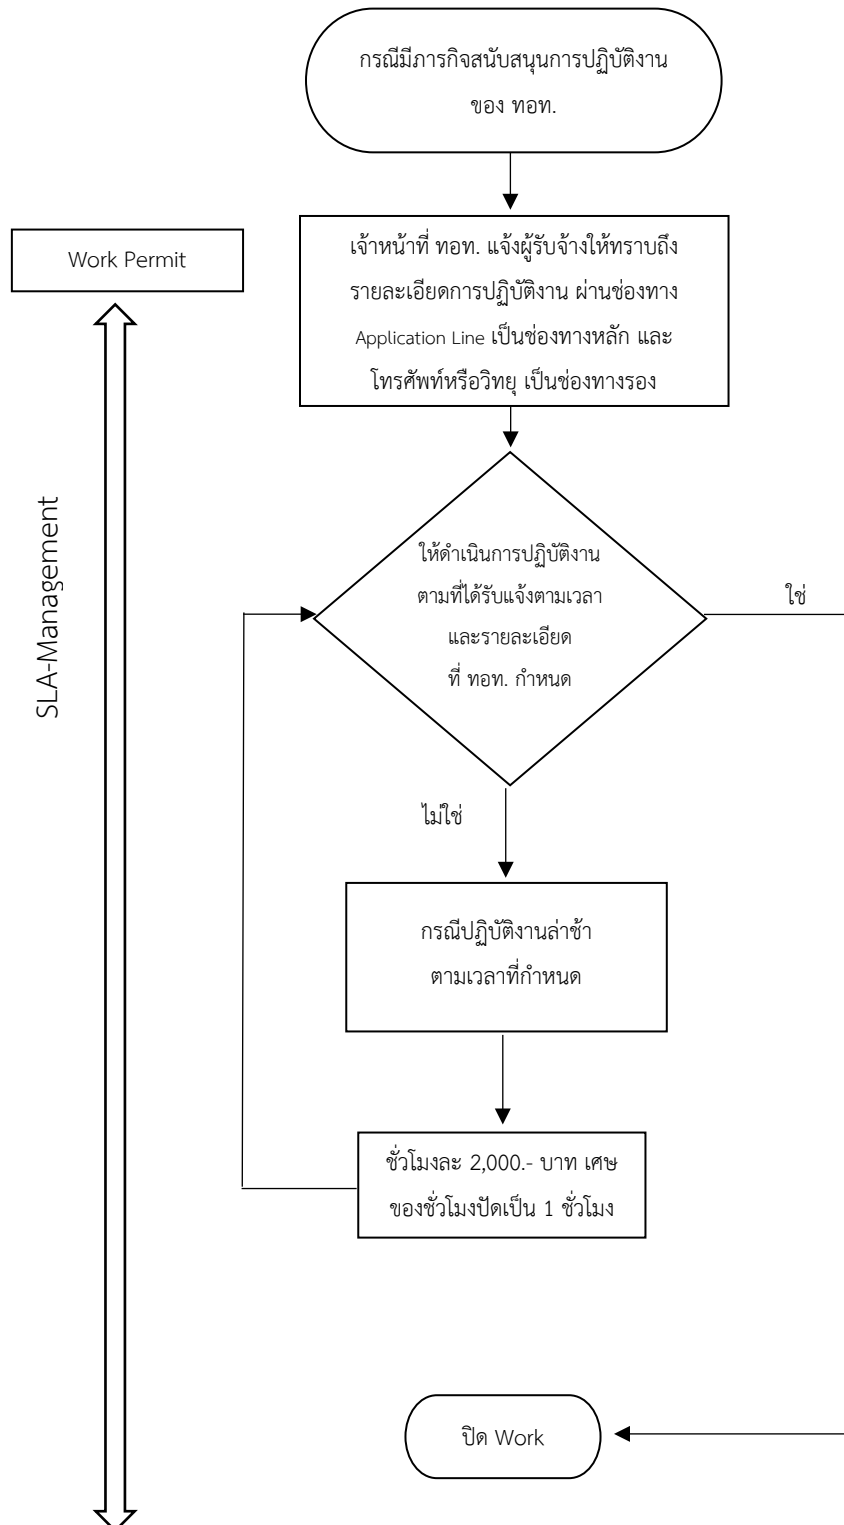 กรณีมีภารกิจสนับสนุนการปฏิบัติงาน
ของ ทอท.
Work Permit
เจ้าหน้าที่ ทอท. แจ้งผู้รับจ้างให้ทราบถึง
รายละเอียดการปฏิบัติงาน ผ่านช่องทาง
Application Line เป็นช่องทางหลัก และ
โทรศัพท์หรือวิทยุ เป็นช่องทางรอง
SLA-Management
ให้ดำเนินการปฏิบัติงาน
ตามที่ได้รับแจ้งตามเวลา
และรายละเอียด
ที่ ทอท. กำหนด
ใช่
ไม่ใช่
กรณีปฏิบัติงานล่าช้า
ตามเวลาที่กำหนด
ชั่วโมงละ 2,000.- บาท เศษ
ของชั่วโมงปัดเป็น 1 ชั่วโมง
ปิด Work